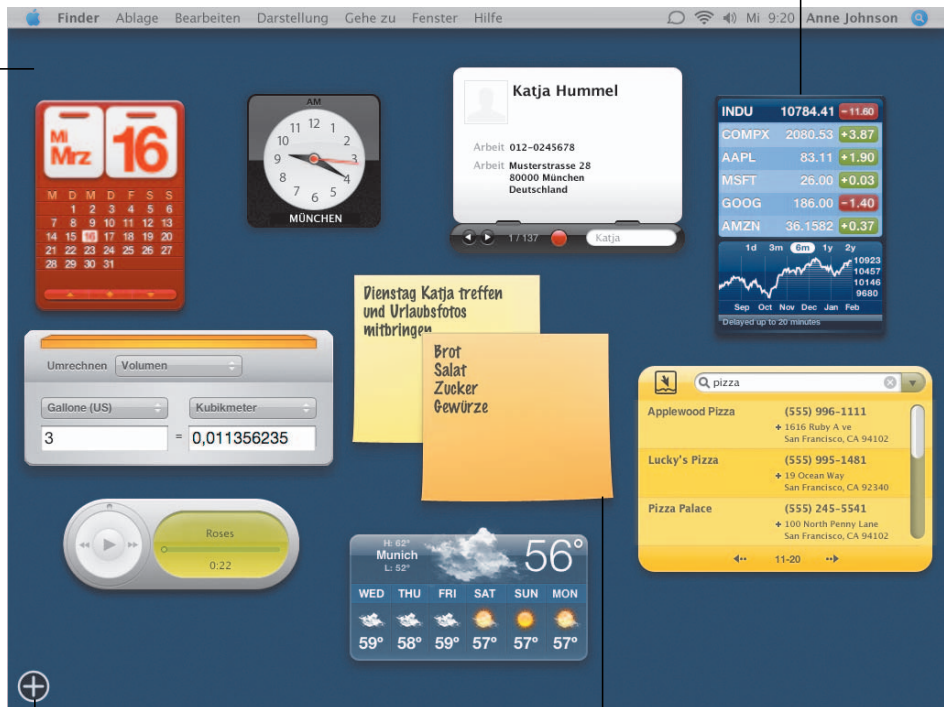 Finder Ablage Bearbeiten Darstellung Gehe zu Fenster Hilfe
Mi 9:20 Anne Johnson
Mi
Mrz
16
M D M D F S S
1 2 3 4 5 6
7 8 9 10 11 12 13
14 15 16 17 18 19 20
21 22 23 24 25 26 27
28 29 30 31
AM
12
1
2
3
4
5
6
7
8
9
10
11
MÜNCHEN
Katja Hummel
Arbeit 012-0245678
Arbeit Musterstrasse 28
80000 München
Deutschland
1 / 137
Katja
INDU 10784.41 -11.60
COMPX 2080.53 +3.87
AAPL 83.11 +1.90
MSFT 26.00 +0.03
GOOG 186.00 -1.40
AMZN 36.1582 +0.37
1d 3m 6m 1y 2y
10923
10457
10146
9680
Sep Oct Nov Dec Jan Feb
Delayed up to 20 minutes
Dienstag Katja treffen
und Urlaubsfotos
mitbringen
Brot
Salat
Zucker
Gewürze
Umrechnen Volumen
Gallone (US) Kubikmeter
3 = 0,011356235
pizza
Applewood Pizza (555) 996-1111
+ 1616 Ruby A ve
San Francisco, CA 94102
Lucky's Pizza (555) 995-1481
+ 19 Ocean Way
San Francisco, CA 92340
Pizza Palace (555) 245-5541
+ 100 North Penny Lane
San Francisco, CA 94102
11-20
Roses
0:22
H: 62°
Munich
L: 52°
56°
WED THU FRI SAT SUN MON
59° 58° 59° 57° 57° 57°